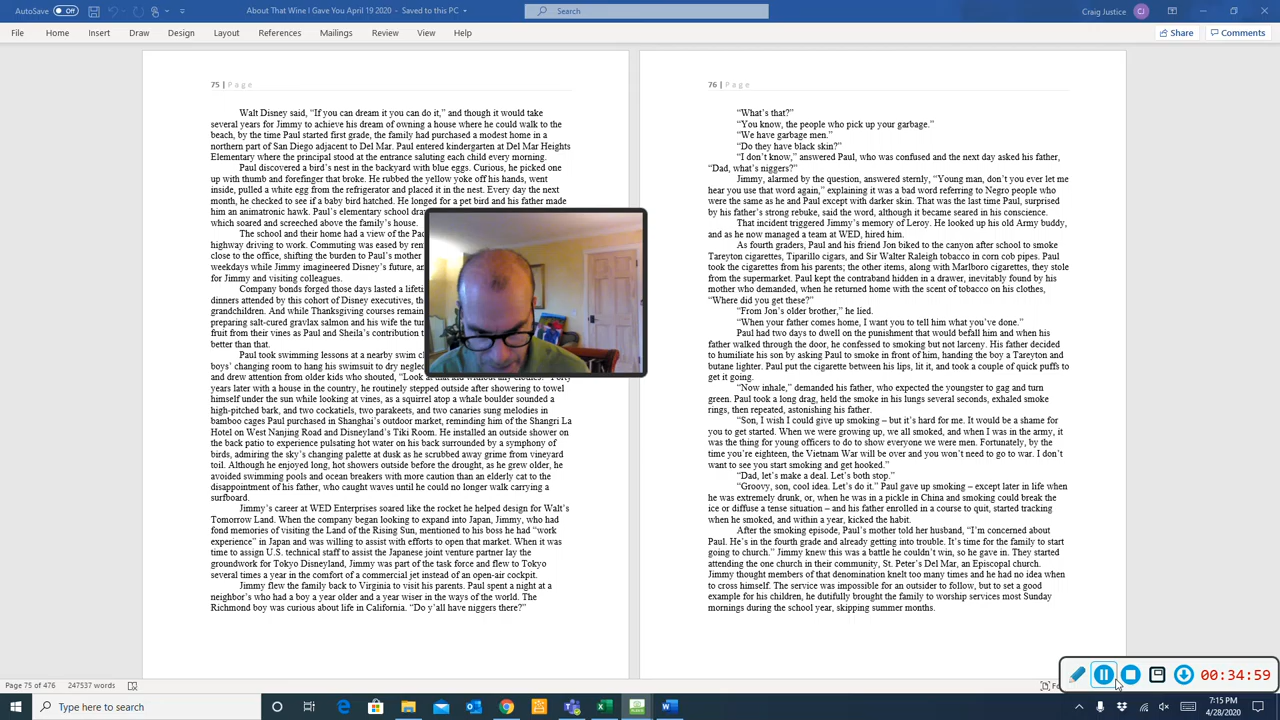 AutoSave Off About That Wine I Gave You April 19 2020 - Saved to this PC Search Craig Justice
File Home Insert Draw Design Layout References Mailings Review View Help Share Comments
75 | Page
Walt Disney said, “If you can dream it you can do it,” and though it would take
several years for Jimmy to achieve his dream of owning a house where he could walk to the
beach, by the time Paul started first grade, the family had purchased a modest home in a
northern part of San Diego adjacent to Del Mar. Paul entered kindergarten at Del Mar Heights
Elementary where the principal stood at the entrance saluting each child every morning.
Paul discovered a bird’s nest in the backyard with blue eggs. Curious, he picked one
up with thumb and forefinger that broke. He rubbed the yellow yoke off his hands, went
inside, pulled a white egg from the refrigerator and placed it in the nest. Every day the next
month, he checked to see if a baby bird hatched. He longed for a pet bird and his father made
him an animatronic hawk. Paul’s elementary school
which soared and screeched above the family’s house.
The school and their home had a view of the
highway driving to work. Commuting was eased by
close to the office, shifting the burden to Paul’s mother
weekdays while Jimmy imagined Disney’s future,
for Jimmy and visiting colleagues.
Company bonds forged those days lasted a
dinners attended by this cohort of Disney executives,
grandchildren. And while Thanksgiving courses
preparing salt-cured gravlax salmon and his wife the
fruit from their vines as Paul and Sheila’s contribution
better than that.
Paul took swimming lessons at a nearby swim
boys’ changing room to hang his swimsuit to dry
and drew attention from older kids who shouted,
years later with a house in the country, he routinely stepped outside after showering to towel
himself under the sun while looking at vines, as a squirrel atop a whale boulder sounded a
high-pitched bark, and two cockatiels, two parakeets, and two canaries sung melodies in
bamboo cages Paul purchased in Shanghai’s outdoor market, reminding him of the Shangri La
Hotel on West Nanjing Road and Disneyland’s Tiki Room. He installed an outside shower on
the back patio to experience pulsating hot water on his back surrounded by a symphony of
birds, admiring the sky’s changing palette at dusk as he scrubbed away grime from vineyard
toil. Although he enjoyed long, hot showers outside before the drought, as grew older, he
avoided swimming pools and ocean breakers with more caution than an elderly cat to the
disappointment of his father, who caught waves until he could no longer walk carrying a
surfboard.
Jimmy’s career at WED Enterprises soared like the rocket he helped design for Walt’s
Tomorrow Land. When the company began looking to expand into Japan, Jimmy, who had
fond memories of visiting the Land of the Rising Sun, mentioned to his boss he had “work
experience” in Japan and was willing to assist with efforts to open that market. When it was
time to assign U.S. technical staff to assist the Japanese joint venture partner lay the
groundwork for Tokyo Disneyland, Jimmy was part of the task force and flew to Tokyo
several times a year in the comfort of a commercial jet instead of an open-air cockpit.
Jimmy flew the family back to Virginia to visit his parents. Paul spent a night at a
neighbor’s who had a boy a year older and a year wiser in the ways of the world. The
Richmond boy was curious about life in California. “Do y’all have niggers there?”
76 | Page
“What’s that?”
“You know, the people who pick up your garbage.”
“We have garbage men.”
“Do they have black skin?”
“I don’t know,” answered Paul, who was confused and the next day asked his father,
“Dad, what’s niggers?”
Jimmy, alarmed by the question, answered sternly, “Young man, don’t you ever let me
hear you use that word again,” explaining it was a bad word referring to Negro people who
were the same as he and Paul except with darker skin. That was the last time Paul, surprised
by his father’s strong rebuke, said the word, although it became seared in his conscience.
That incident triggered Jimmy’s memory of Leroy. He looked up his old Army buddy,
and as he now managed a team at WED, hired him.
As fourth graders, Paul and his friend Jon biked to the canyon after school to smoke
Tareyton cigarettes, Tiparillo cigars, and Sir Walter Raleigh tobacco in corn cob pipes. Paul
took the cigarettes from his parents; the other items, along with Marlboro cigarettes, they stole
from the supermarket. Paul kept the contraband hidden in a drawer, inevitably found by his
mother who demanded, when he returned home with the scent of tobacco on his clothes,
“Where did you get these?”
“From Jon’s older brother,” he lied.
“When your father comes home, I want you to tell him what you’ve done.”
Paul had two days to dwell on the punishment that would befall him and when his
father walked through the door, he confessed to smoking but not larceny. His father decided
to humiliate his son by asking Paul to smoke in front of him, handing the boy a Tareyton and
butane lighter. Paul put the cigarette between his lips, lit it, and took a couple of quick puffs to
get it going.
“Now inhale,” demanded his father, who expected the youngster to gag and turn
green. Paul took a long drag, held the smoke in his lungs several seconds, exhaled smoke
rings, then repeated, astonishing his father.
“Son, I wish I could give up smoking – but it’s hard for me. It would be a shame for
you to get started. When we were growing up, we all smoked, and when I was in the army, it
was the thing for young officers to do to show everyone we were men. Fortunately, by the
time you’re eighteen, the Vietnam War will be over and you won’t need to go to war. I don’t
want to see you start smoking and get hooked.”
“Dad, let’s make a deal. Let’s both stop.”
“Groovy, son, cool idea. Let’s do it.” Paul gave up smoking – except later in life when
he was extremely drunk, or, when he was in a pickle in China and smoking could break the
ice or diffuse a tense situation – and his father enrolled in a course to quit, started tracking
when he smoked, and within a year, kicked the habit.
After the smoking episode, Paul’s mother told her husband, “I’m concerned about
Paul. He’s in the fourth grade and already getting into trouble. It’s time for the family to start
going to church.” Jimmy knew this was a battle he couldn’t win, so he gave in. They started
attending the one church in their community, St. Peter’s Del Mar, an Episcopal church.
Jimmy thought members of that denomination knelt too many times and he had no idea when
to cross himself. The service was impossible for an outsider to follow, but to set a good
example for his children, he dutifully brought the family to worship services most Sunday
mornings during the school year, skipping summer months.
00:34:59
Page 75 of 476 247537 words
Type here to search 7:15 PM
4/28/2020